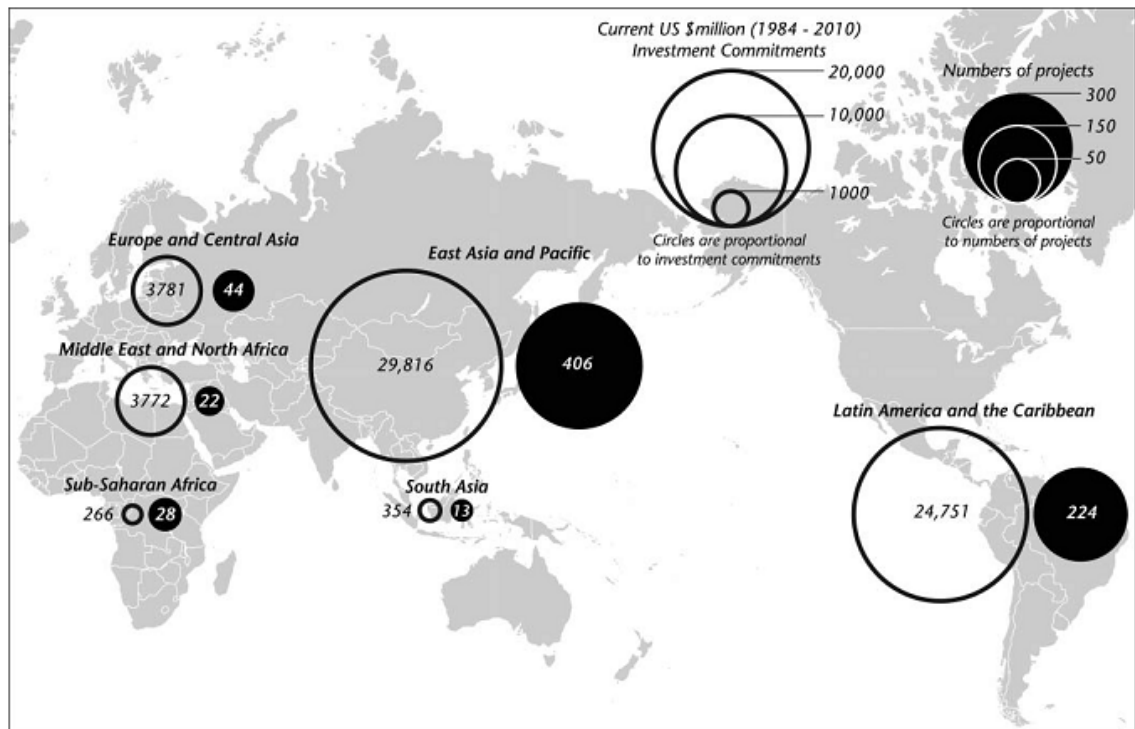 Current US $million (1984 - 2010)
Investment Commitments
20,000
10,000
1000
Circles are proportional
to investment commitments
Numbers of projects
300
150
50
Circles are proportional
to numbers of projects
Europe and Central Asia
3781
44
East Asia and Pacific
29,816
406
Middle East and North Africa
3772
22
Latin America and the Caribbean
24,751
224
Sub-Saharan Africa
266
28
South Asia
354
13